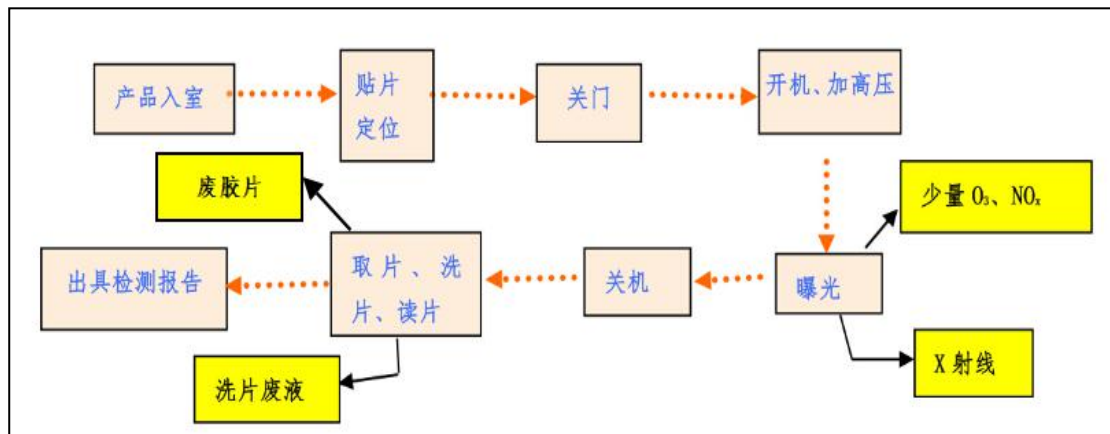 产品入室
贴片
定位
关门
开机、加高压
废胶片
少量 O₃、NOₓ
出具检测报告
取片、洗
片、读片
关机
曝光
洗片废液
X 射线